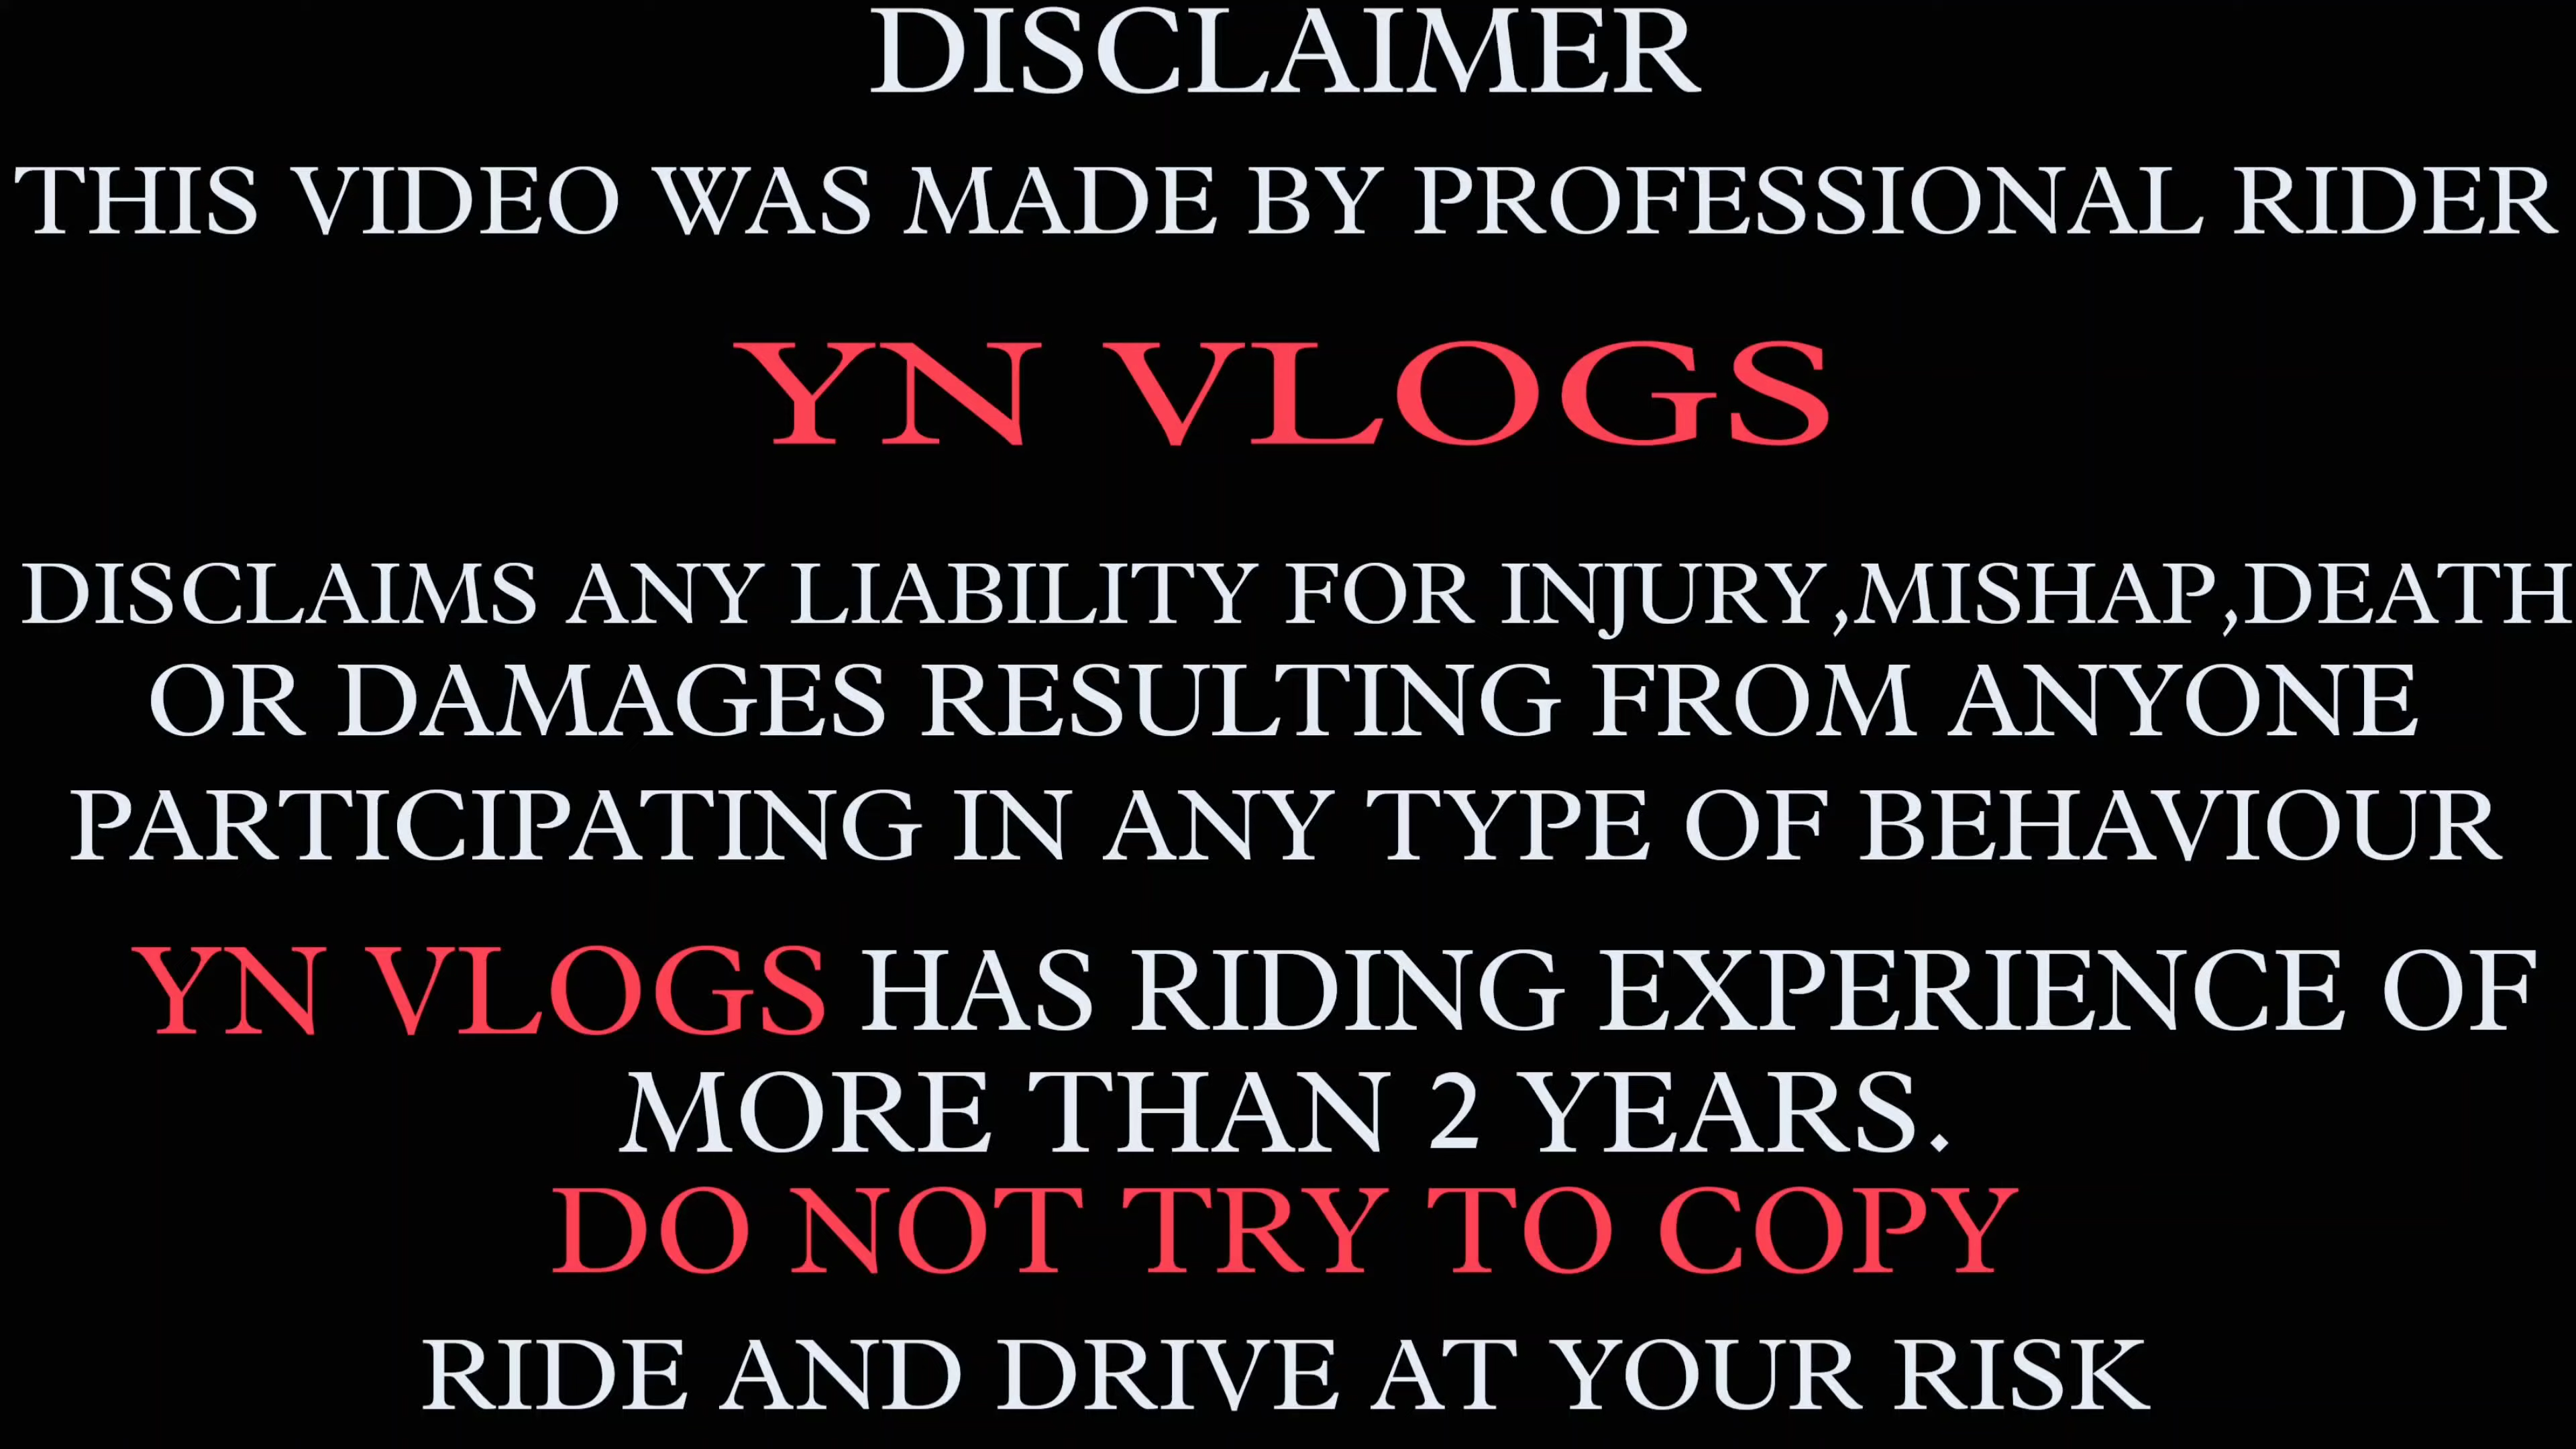 DISCLAIMER
THIS VIDEO WAS MADE BY PROFESSIONAL RIDER
YN VLOGS
DISCLAIMS ANY LIABILITY FOR INJURY,MISHAP,DEATH
OR DAMAGES RESULTING FROM ANYONE
PARTICIPATING IN ANY TYPE OF BEHAVIOUR
YN VLOGS HAS RIDING EXPERIENCE OF
MORE THAN 2 YEARS.
DO NOT TRY TO COPY
RIDE AND DRIVE AT YOUR RISK